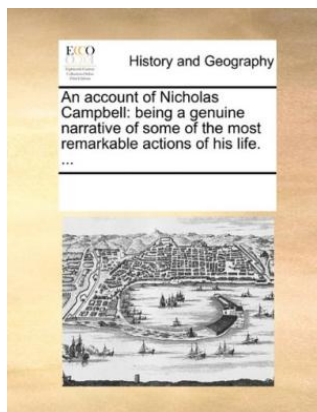 ECCO
History and Geography
An account of Nicholas
Campbell: being a genuine
narrative of some of the most
remarkable actions of his life.
...